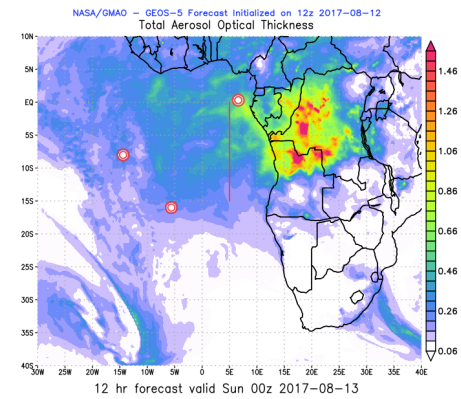 NASA/GMAO - GEOS-5 Forecast Initialized on 12z 2017-08-12
Total Aerosol Optical Thickness
10N
5N
EQ
5S
10S
15S
20S
25S
30S
35S
40S
30W 25W 20W 15W 10W 5W 0 5E 10E 15E 20E 25E 30E 35E 40E
1.46
1.26
1.06
0.86
0.66
0.46
0.26
0.06
12 hr forecast valid Sun 00z 2017-08-13